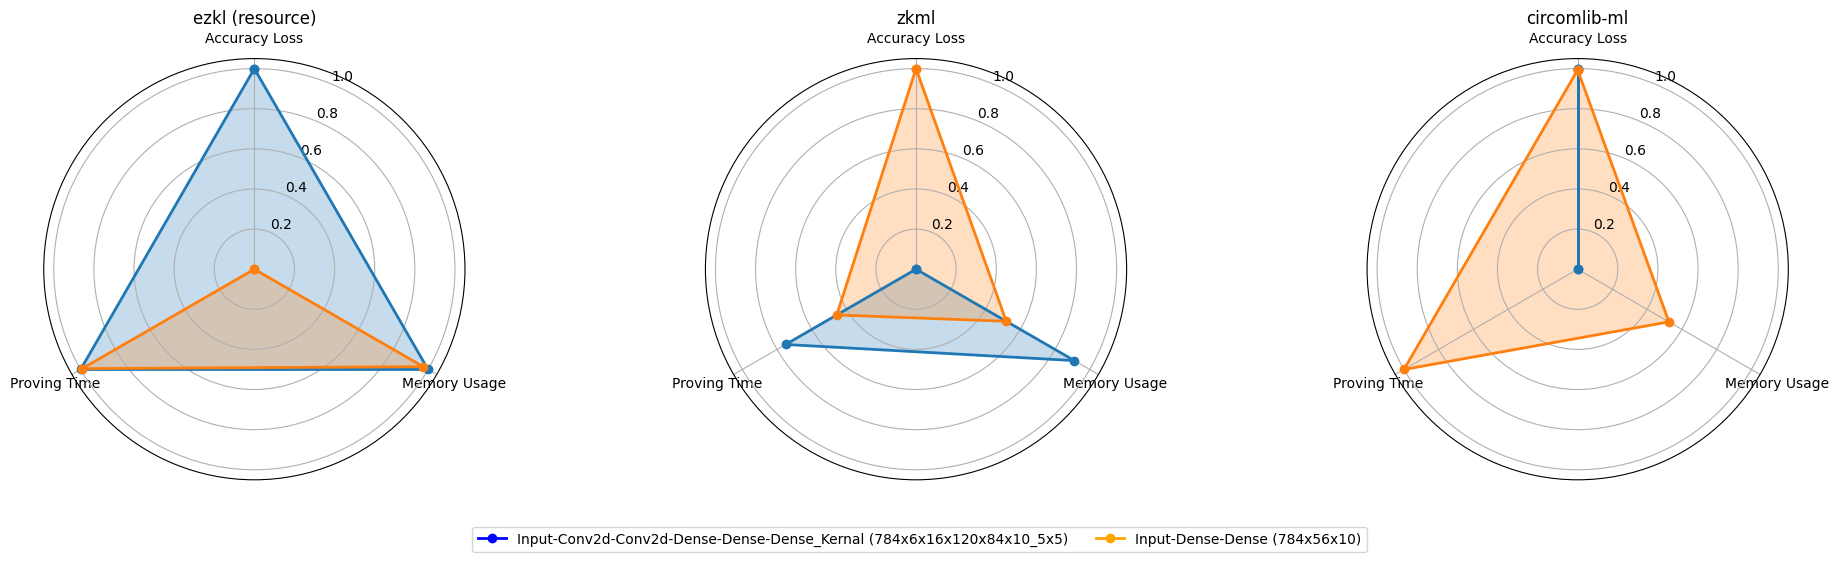 ezkl (resource)
Accuracy Loss
1.0
0.8
0.6
0.4
0.2
Proving Time
Memory Usage
zkml
Accuracy Loss
1.0
0.8
0.6
0.4
0.2
Proving Time
Memory Usage
circomlib-ml
Accuracy Loss
1.0
0.8
0.6
0.4
0.2
Proving Time
Memory Usage
Input-Conv2d-Conv2d-Dense-Dense-Dense_Kernal (784x6x16x120x84x10_5x5)
Input-Dense-Dense (784x56x10)